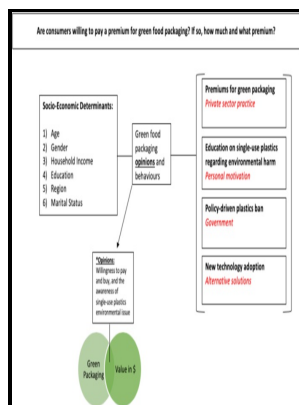 Are consumers willing to pay a premium for green food packaging? If so, how much and what premium?
Socio-Economic Determinants:
1) Age
2) Gender
3) Household Income
4) Education
5) Region
6) Marital Status
Green food
packaging
opinions and
behaviours
Premiums for green packaging
Private sector practice
Education on single-use plastics
regarding environmental harm
Personal motivation
Policy-driven plastics ban
Government
New technology adoption
Alternative solutions
*Opinions:
Willingness to pay
and buy, and the
awareness of
single-use plastics
environmental issue
Green
Packaging
Value in $